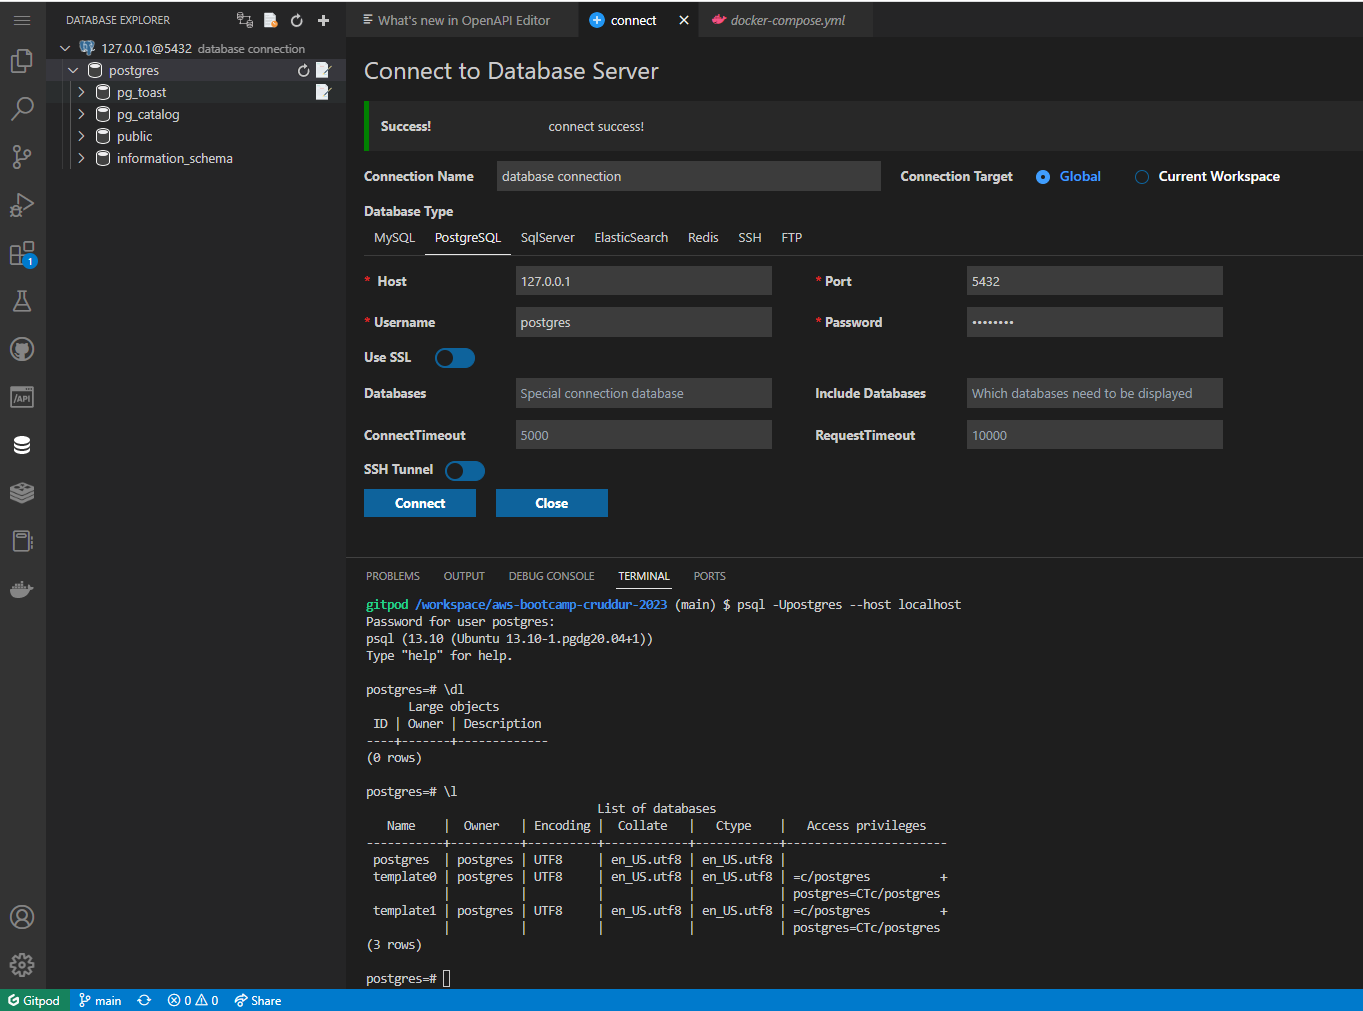 DATABASE EXPLORER
127.0.0.1@5432 database connection
postgres
pg_toast
pg_catalog
public
information_schema
1
/API
What's new in OpenAPI Editor
connect
docker-compose.yml
Connect to Database Server
Success! connect success!
Connection Name database connection Connection Target Global Current Workspace
Database Type
MySQL PostgreSQL SqlServer ElasticSearch Redis SSH FTP
* Host 127.0.0.1 * Port 5432
* Username postgres * Password ••••••••
Use SSL
Databases Special connection database Include Databases Which databases need to be displayed
ConnectTimeout 5000 RequestTimeout 10000
SSH Tunnel
Connect Close
PROBLEMS OUTPUT DEBUG CONSOLE TERMINAL PORTS
gitpod /workspace/aws-bootcamp-cruddur-2023 (main) $ psql -Upostgres --host localhost
Password for user postgres:
psql (13.10 (Ubuntu 13.10-1.pgdg20.04+1))
Type "help" for help.
postgres=# \dl
Large objects
ID | Owner | Description
----+-------+-------------
(0 rows)
postgres=# \l
List of databases
Name | Owner | Encoding | Collate | Ctype | Access privileges
-----------+----------+----------+------------+------------+-----------------------
postgres | postgres | UTF8 | en_US.utf8 | en_US.utf8 |
template0 | postgres | UTF8 | en_US.utf8 | en_US.utf8 | =c/postgres +
| | | | | postgres=CTc/postgres
template1 | postgres | UTF8 | en_US.utf8 | en_US.utf8 | =c/postgres +
| | | | | postgres=CTc/postgres
(3 rows)
postgres=#
Gitpod main 0 0 Share